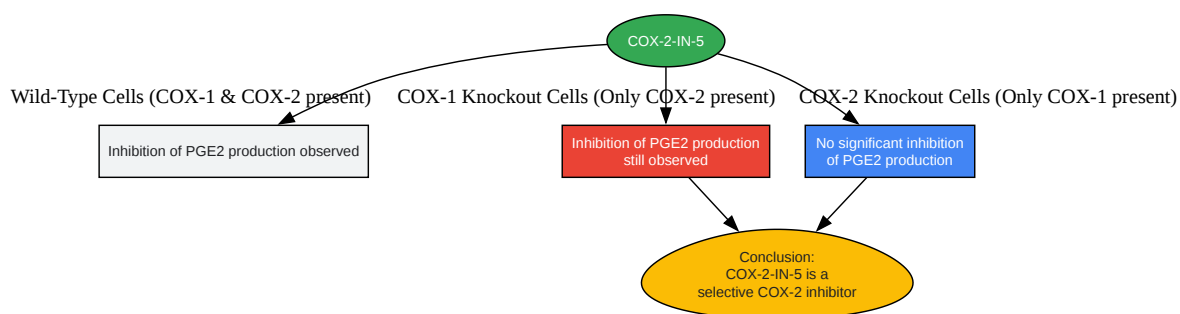 COX-2-IN-5
Wild-Type Cells (COX-1 & COX-2 present)
COX-1 Knockout Cells (Only COX-2 present)
COX-2 Knockout Cells (Only COX-1 present)
Inhibition of PGE2 production observed
Inhibition of PGE2 production
still observed
No significant inhibition
of PGE2 production
Conclusion:
COX-2-IN-5 is a
selective COX-2 inhibitor